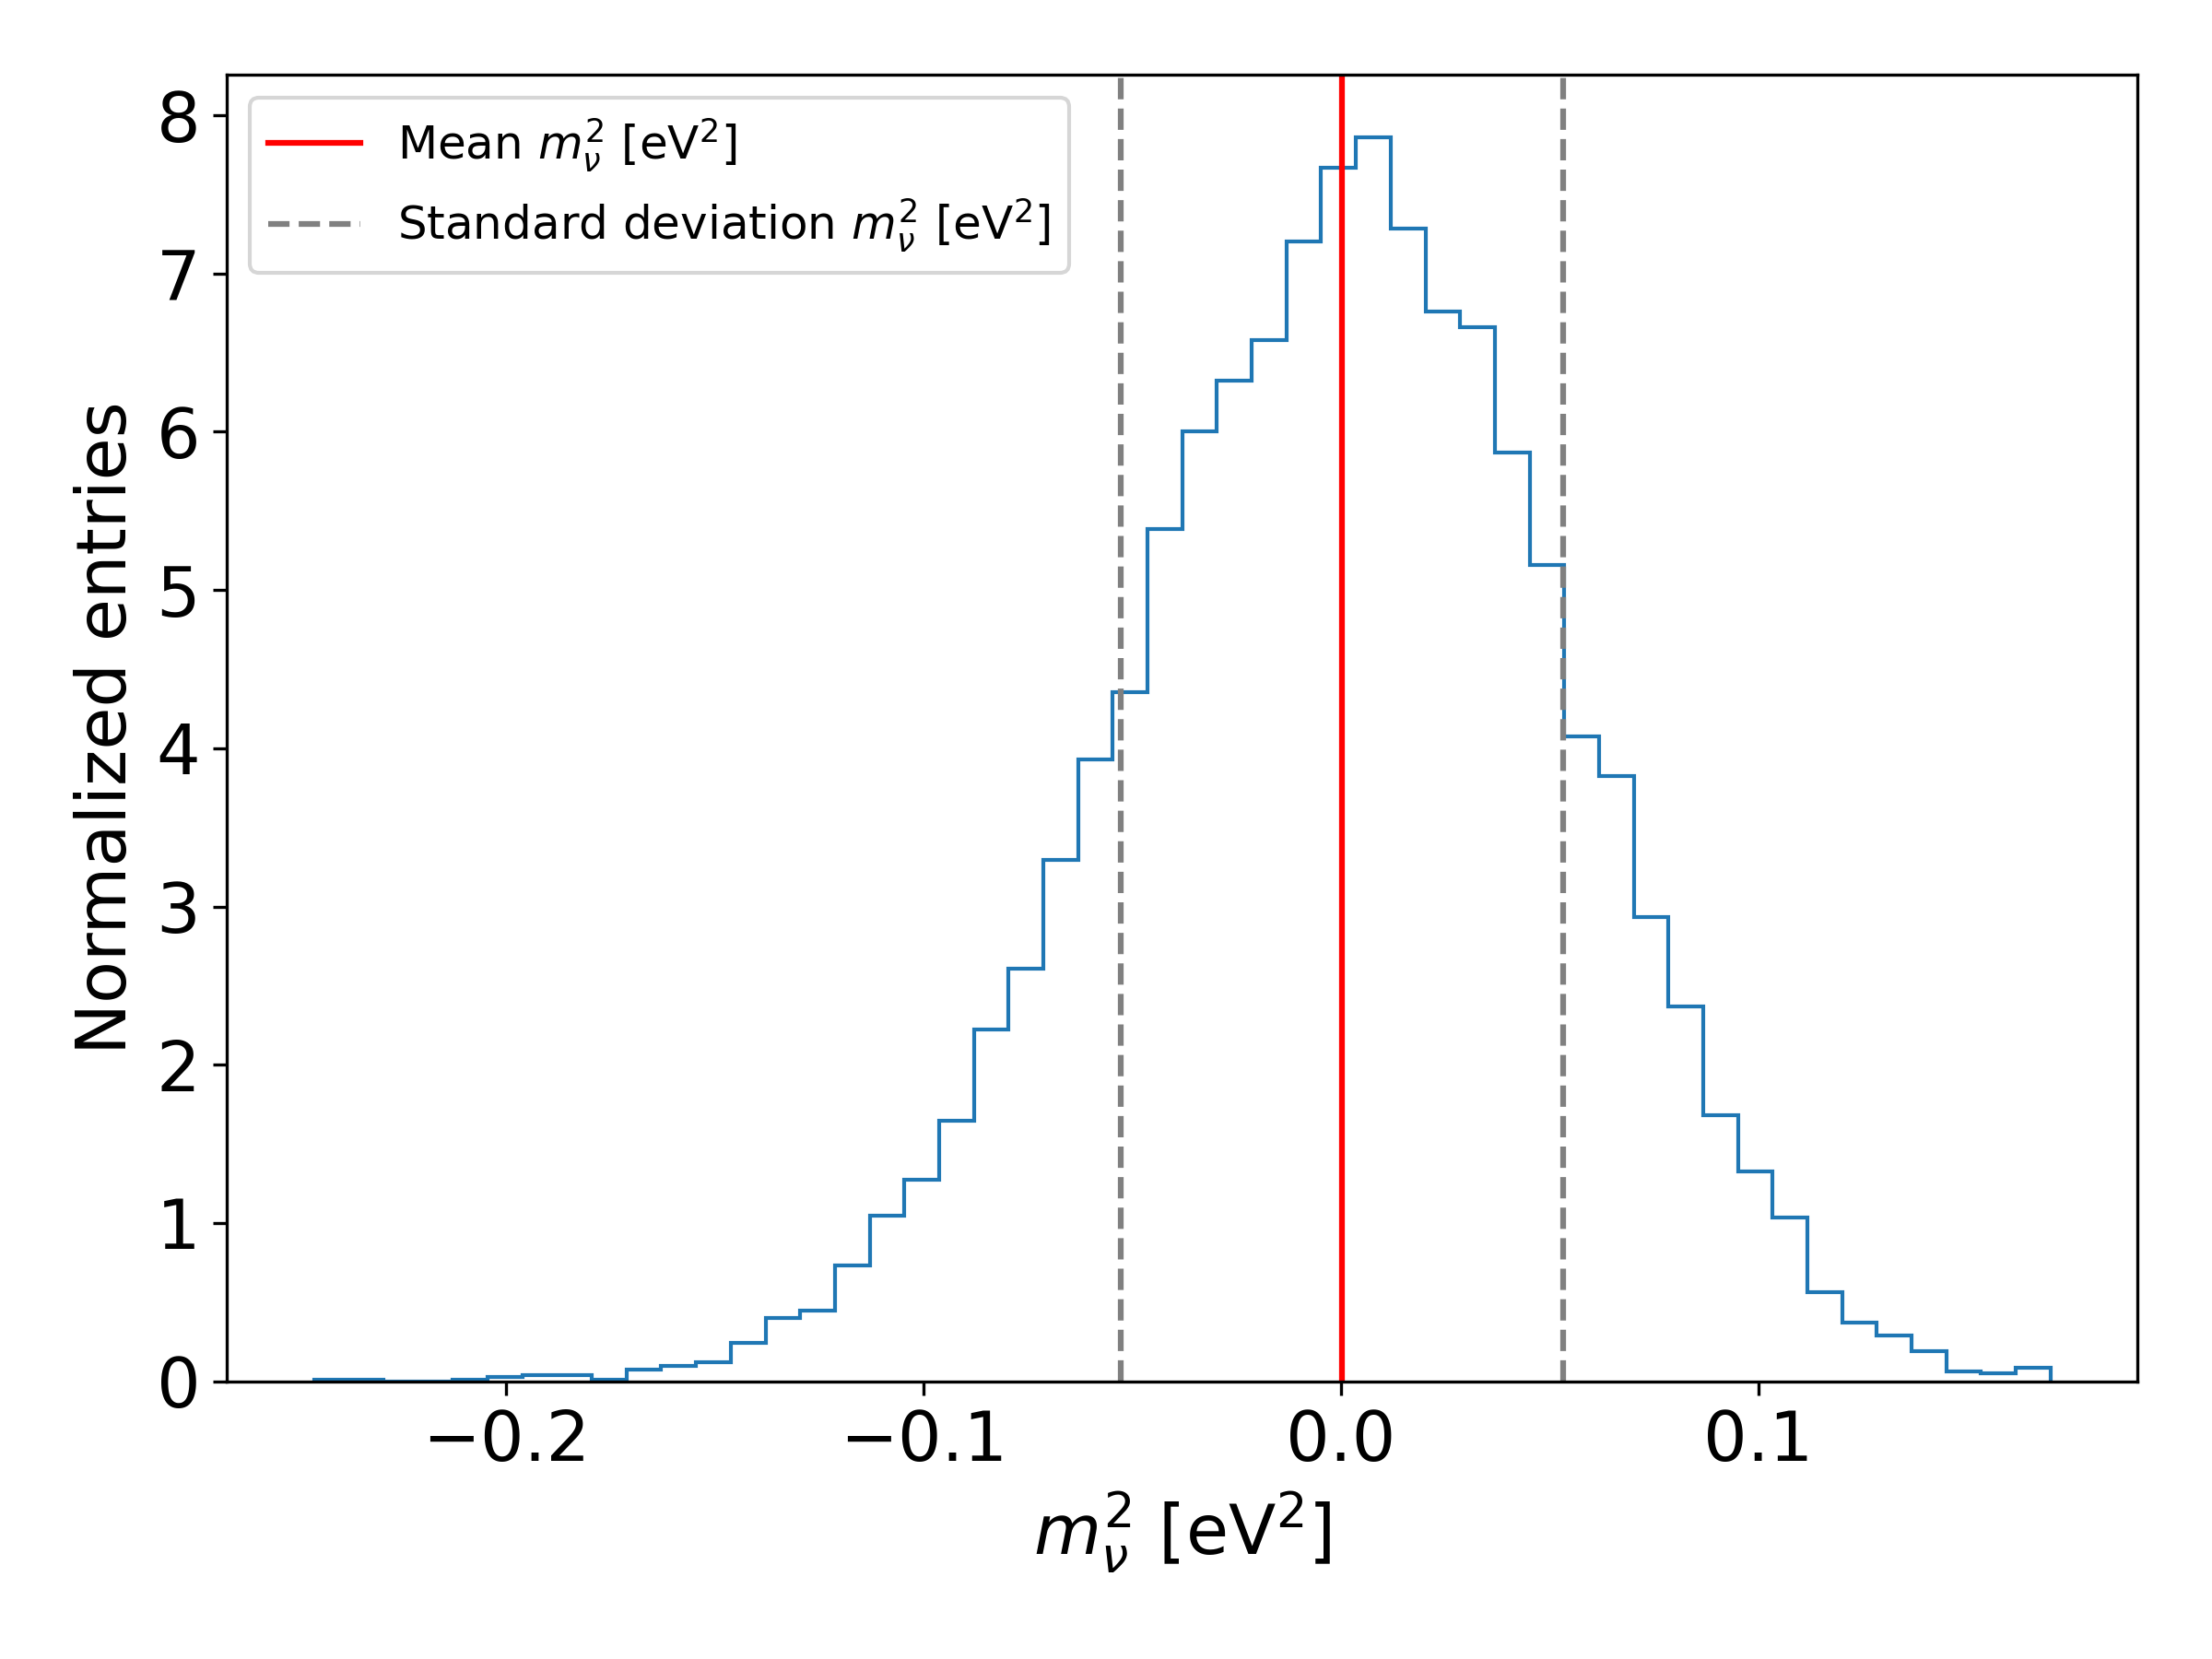 Mean $m_\nu^2$ [eV$^2$]
Standard deviation $m_\nu^2$ [eV$^2$]
Normalized entries
8
7
6
5
4
3
2
1
0
−0.2 −0.1 0.0 0.1
$m_\nu^2$ [eV$^2$]